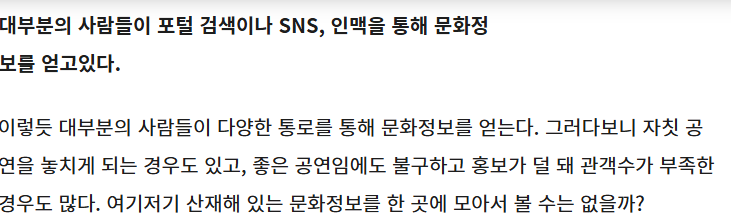 대부분의 사람들이 포털 검색이나 SNS, 인맥을 통해 문화정
보를 얻고있다.
이렇듯 대부분의 사람들이 다양한 통로를 통해 문화정보를 얻는다. 그러다보니 자칫 공
연을 놓치게 되는 경우도 있고, 좋은 공연임에도 불구하고 홍보가 덜 돼 관객수가 부족한
경우도 많다. 여기저기 산재해 있는 문화정보를 한 곳에 모아서 볼 수는 없을까?